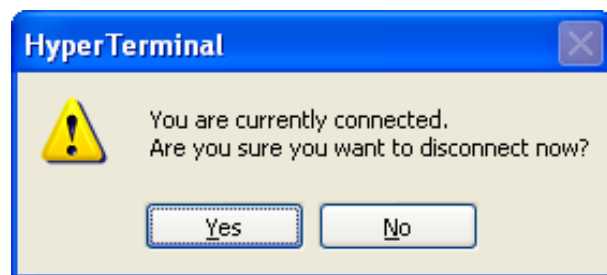 HyperTerminal
You are currently connected.
Are you sure you want to disconnect now?
Yes
No